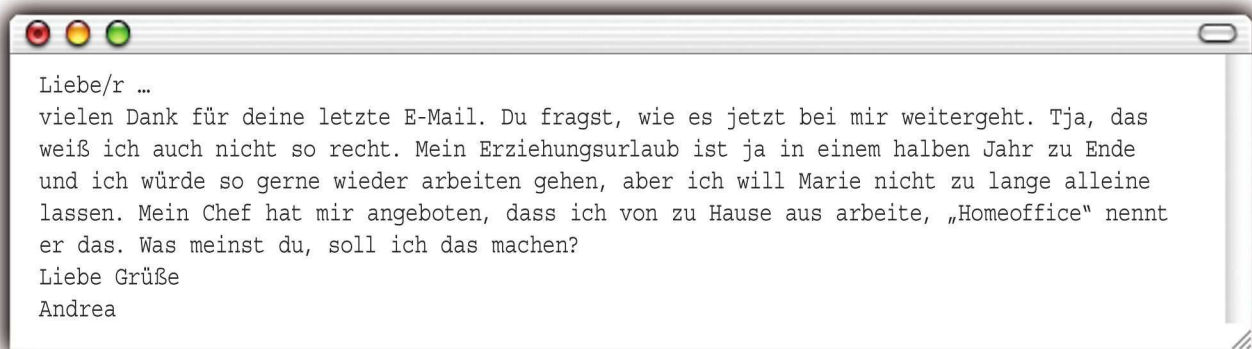 Liebe/r …
vielen Dank für deine letzte E-Mail. Du fragst, wie es jetzt bei mir weitergeht. Tja, das
weiß ich auch nicht so recht. Mein Erziehungsurlaub ist ja in einem halben Jahr zu Ende
und ich würde so gerne wieder arbeiten gehen, aber ich will Marie nicht zu lange alleine
lassen. Mein Chef hat mir angeboten, dass ich von zu Hause aus arbeite, „Homeoffice“ nennt
er das. Was meinst du, soll ich das machen?
Liebe Grüße
Andrea